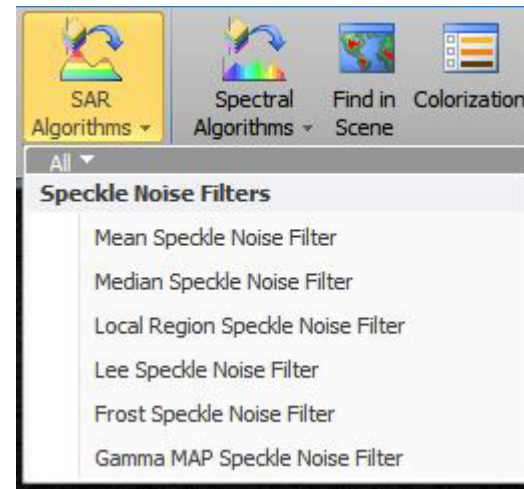 SAR
Algorithms
Spectral
Algorithms
Find in
Scene
Colorization
All
Speckle Noise Filters
Mean Speckle Noise Filter
Median Speckle Noise Filter
Local Region Speckle Noise Filter
Lee Speckle Noise Filter
Frost Speckle Noise Filter
Gamma MAP Speckle Noise Filter